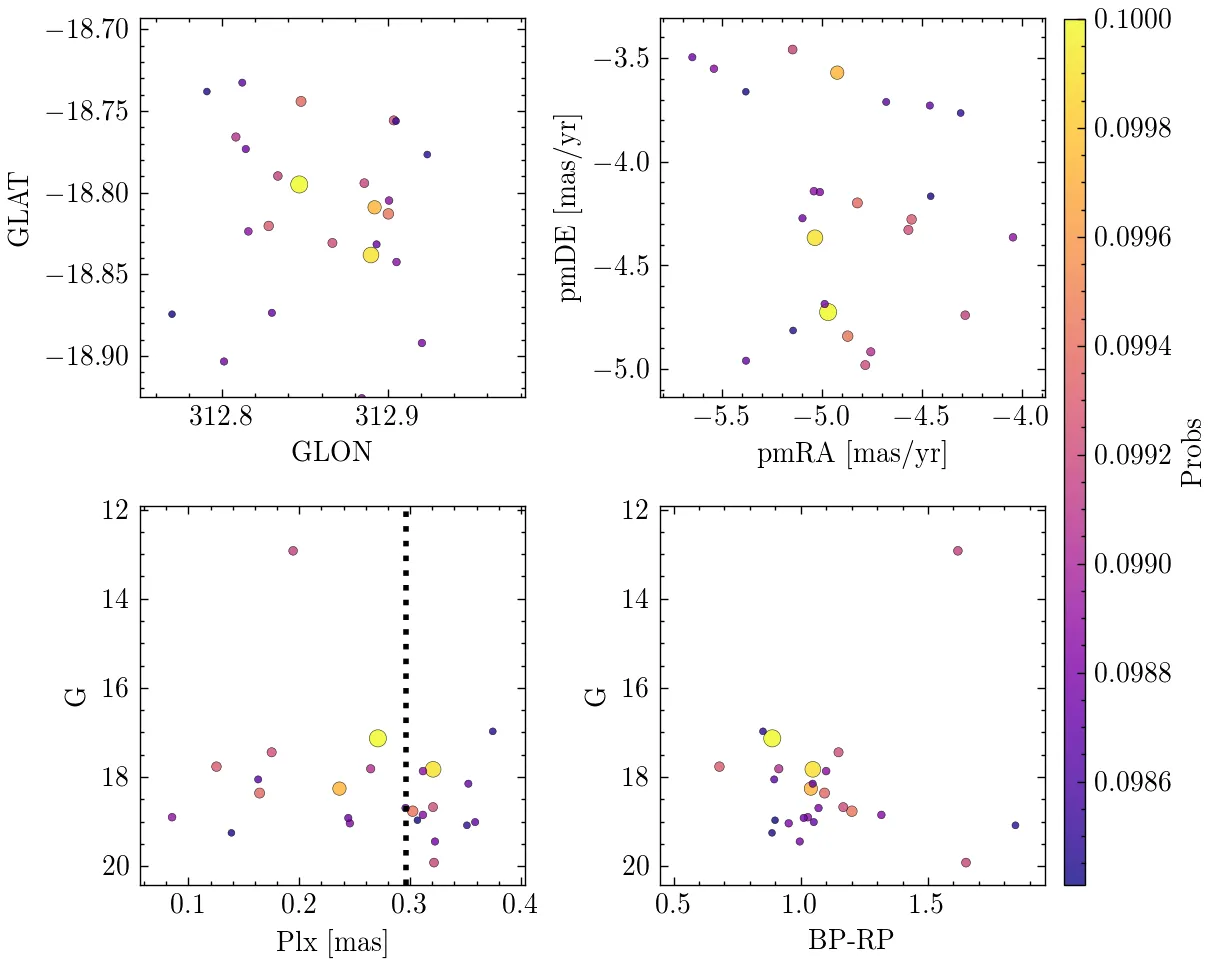 −18.70
−18.75
−18.80
−18.85
−18.90
GLAT
312.8 312.9
GLON
−3.5
−4.0
−4.5
−5.0
pmDE [mas/yr]
−5.5 −5.0 −4.5 −4.0
pmRA [mas/yr]
12
14
16
18
20
G
0.1 0.2 0.3 0.4
Plx [mas]
12
14
16
18
20
G
0.5 1.0 1.5
BP-RP
0.1000
0.0998
0.0996
0.0994
0.0992
0.0990
0.0988
0.0986
Probs